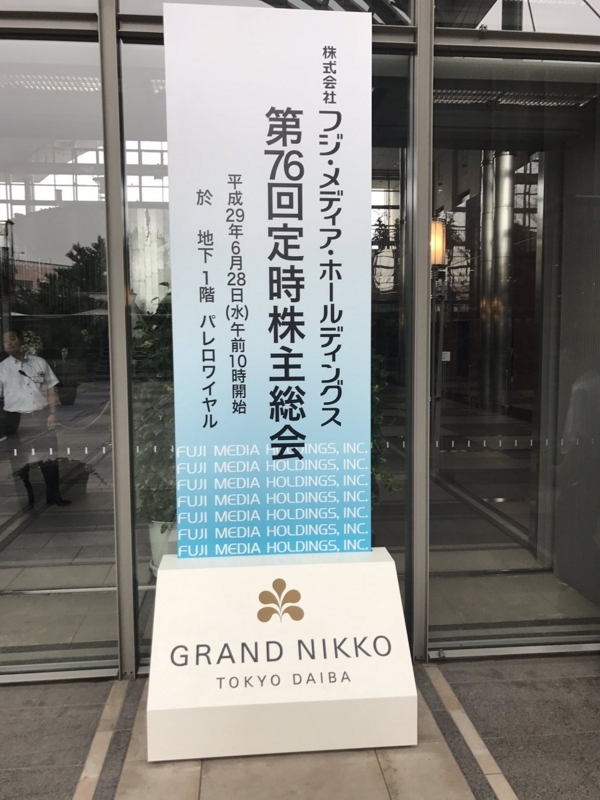 株式会社 フジ・メディア・ホールディングス
第76回定時株主総会
平成29年6月28日(水)午前10時開始
於 地下1階 パレロワイヤル
FUJI MEDIA HOLDINGS, INC.
FUJI MEDIA HOLDINGS, INC.
FUJI MEDIA HOLDINGS, INC.
FUJI MEDIA HOLDINGS, INC.
FUJI MEDIA HOLDINGS, INC.
FUJI MEDIA HOLDINGS, INC.
FUJI MEDIA HOLDINGS, INC.
GRAND NIKKO
TOKYO DAIBA